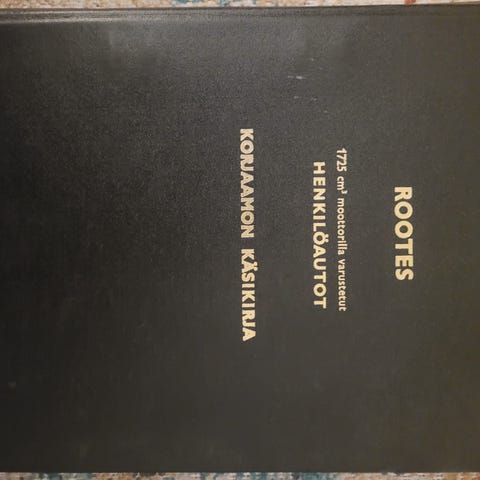 ROOTES
1725 cm³ moottorilla varustetut
HENKILÖAUTOT
KORJAAMON KÄSIKIRJA